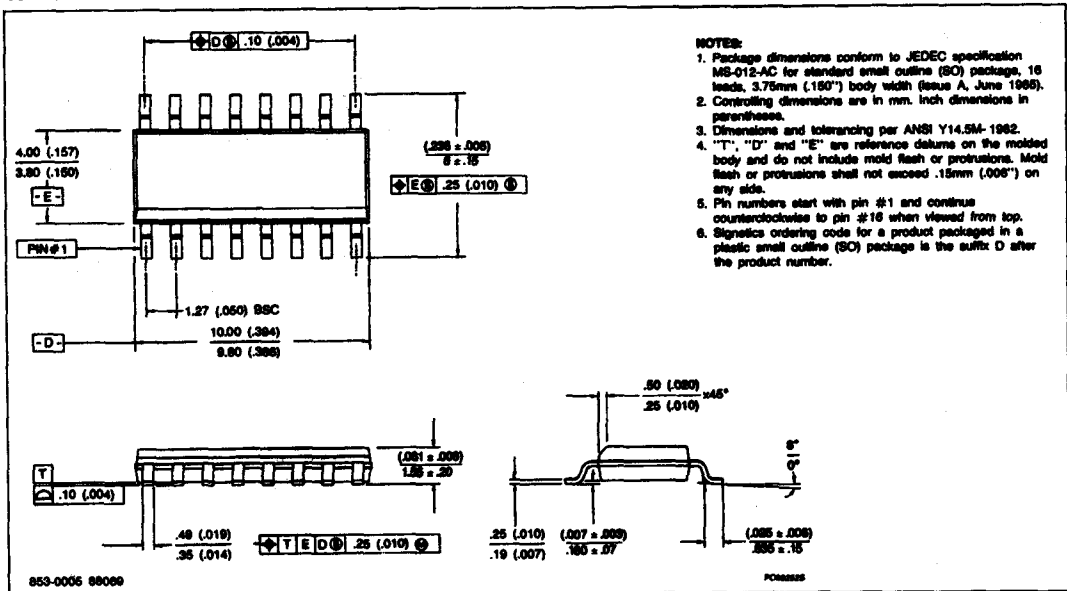 D Ⓢ .10 (.004)
4.00 (.157)
3.80 (.150)
-E-
PIN #1
6 ± .15
E Ⓢ .25 (.010) Ⓢ
1.27 (.050) BSC
-D-
10.00 (.394)
9.80 (.386)
NOTES:
1. Package dimensions conform to JEDEC specification
MS-012-AC for standard small outline (SO) package, 16
leads, 3.75mm (.150") body width (issue A, June 1985).
2. Controlling dimensions are in mm. Inch dimensions in
parentheses.
3. Dimensions and tolerancing per ANSI Y14.5M-1982.
4. "T", "D" and "E" are reference datums on the molded
body and do not include mold flash or protrusions. Mold
flash or protrusions shall not exceed .15mm (.006") on
any side.
5. Pin numbers start with pin #1 and continue
counterclockwise to pin #16 when viewed from top.
6. Signetics ordering code for a product packaged in a
plastic small outline (SO) package is the suffix D after
the product number.
T
.10 (.004)
.49 (.019)
.35 (.014)
T E D Ⓢ .25 (.010) Ⓜ
.50 (.020)
.25 (.010)
x45°
8°
0°
.25 (.010)
.19 (.007)
(.007 ± .003)
853-0005 88069